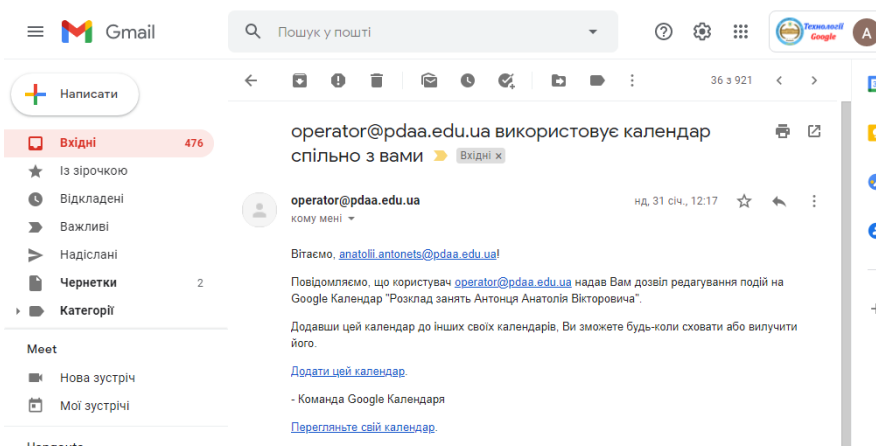 Gmail
Пошук у пошті
Технології
Google
А
Написати
36 з 921
Вхідні 476
Із зірочкою
Відкладені
Важливі
Надіслані
Чернетки 2
Категорії
Meet
Нова зустріч
Мої зустрічі
operator@pdaa.edu.ua використовує календар
спільно з вами Вхідні x
operator@pdaa.edu.ua нд, 31 січ., 12:17
кому мені
Вітаємо, anatolii.antonets@pdaa.edu.ua!
Повідомляємо, що користувач operator@pdaa.edu.ua надав Вам дозвіл редагування подій на
Google Календар "Розклад занять Антонця Анатолія Вікторовича".
Додавши цей календар до інших своїх календарів, Ви зможете будь-коли сховати або вилучити
його.
Додати цей календар.
- Команда Google Календаря
Перегляньте свій календар.